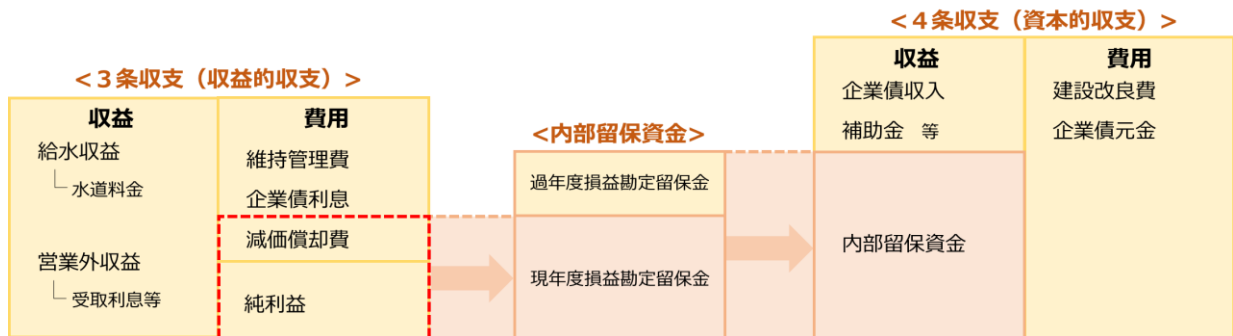 <３条収支（収益的収支）>
収益
給水収益
水道料金
営業外収益
受取利息等
費用
維持管理費
企業債利息
減価償却費
純利益
<内部留保資金>
過年度損益勘定留保金
現年度損益勘定留保金
<４条収支（資本的収支）>
収益
企業債収入
補助金　等
内部留保資金
費用
建設改良費
企業債元金